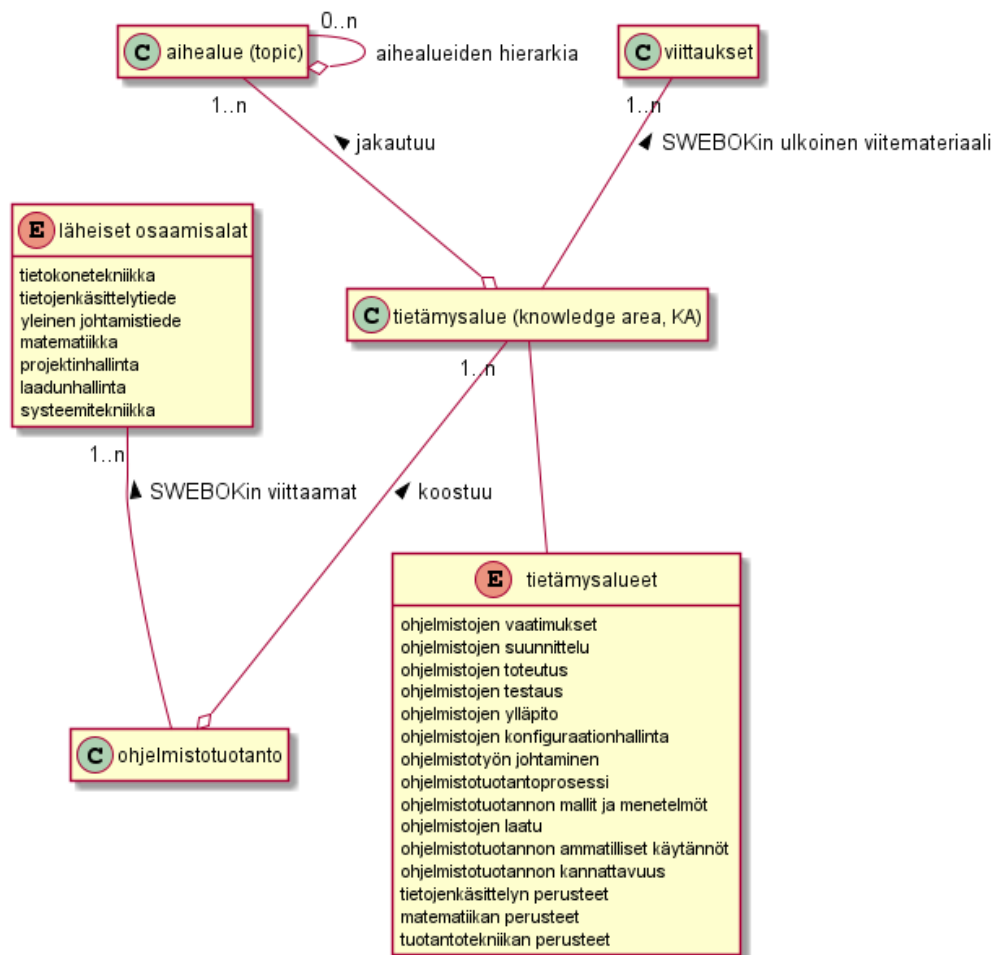 0..n
C aihealue (topic)
aihealueiden hierarkia
C viittaukset
1..n
1..n
jakautuu
SWEBOKin ulkoinen viitemateriaali
E läheiset osaamisalat
tietokonetekniikka
tietojenkäsittelytiede
yleinen johtamistiede
matematiikka
projektinhallinta
laadunhallinta
systeemitekniikka
C tietämysalue (knowledge area, KA)
1..n
1..n
SWEBOKin viittaamat
koostuu
E tietämysalueet
ohjelmistojen vaatimukset
ohjelmistojen suunnittelu
ohjelmistojen toteutus
ohjelmistojen testaus
ohjelmistojen ylläpito
ohjelmistojen konfiguraationhallinta
ohjelmistotyön johtaminen
ohjelmistotuotantoprosessi
ohjelmistotuotannon mallit ja menetelmöt
ohjelmistojen laatu
ohjelmistotuotannon ammatilliset käytännöt
ohjelmistotuotannon kannattavuus
tietojenkäsittelyn perusteet
matematiikan perusteet
tuotantotekniikan perusteet
C ohjelmistotuotanto